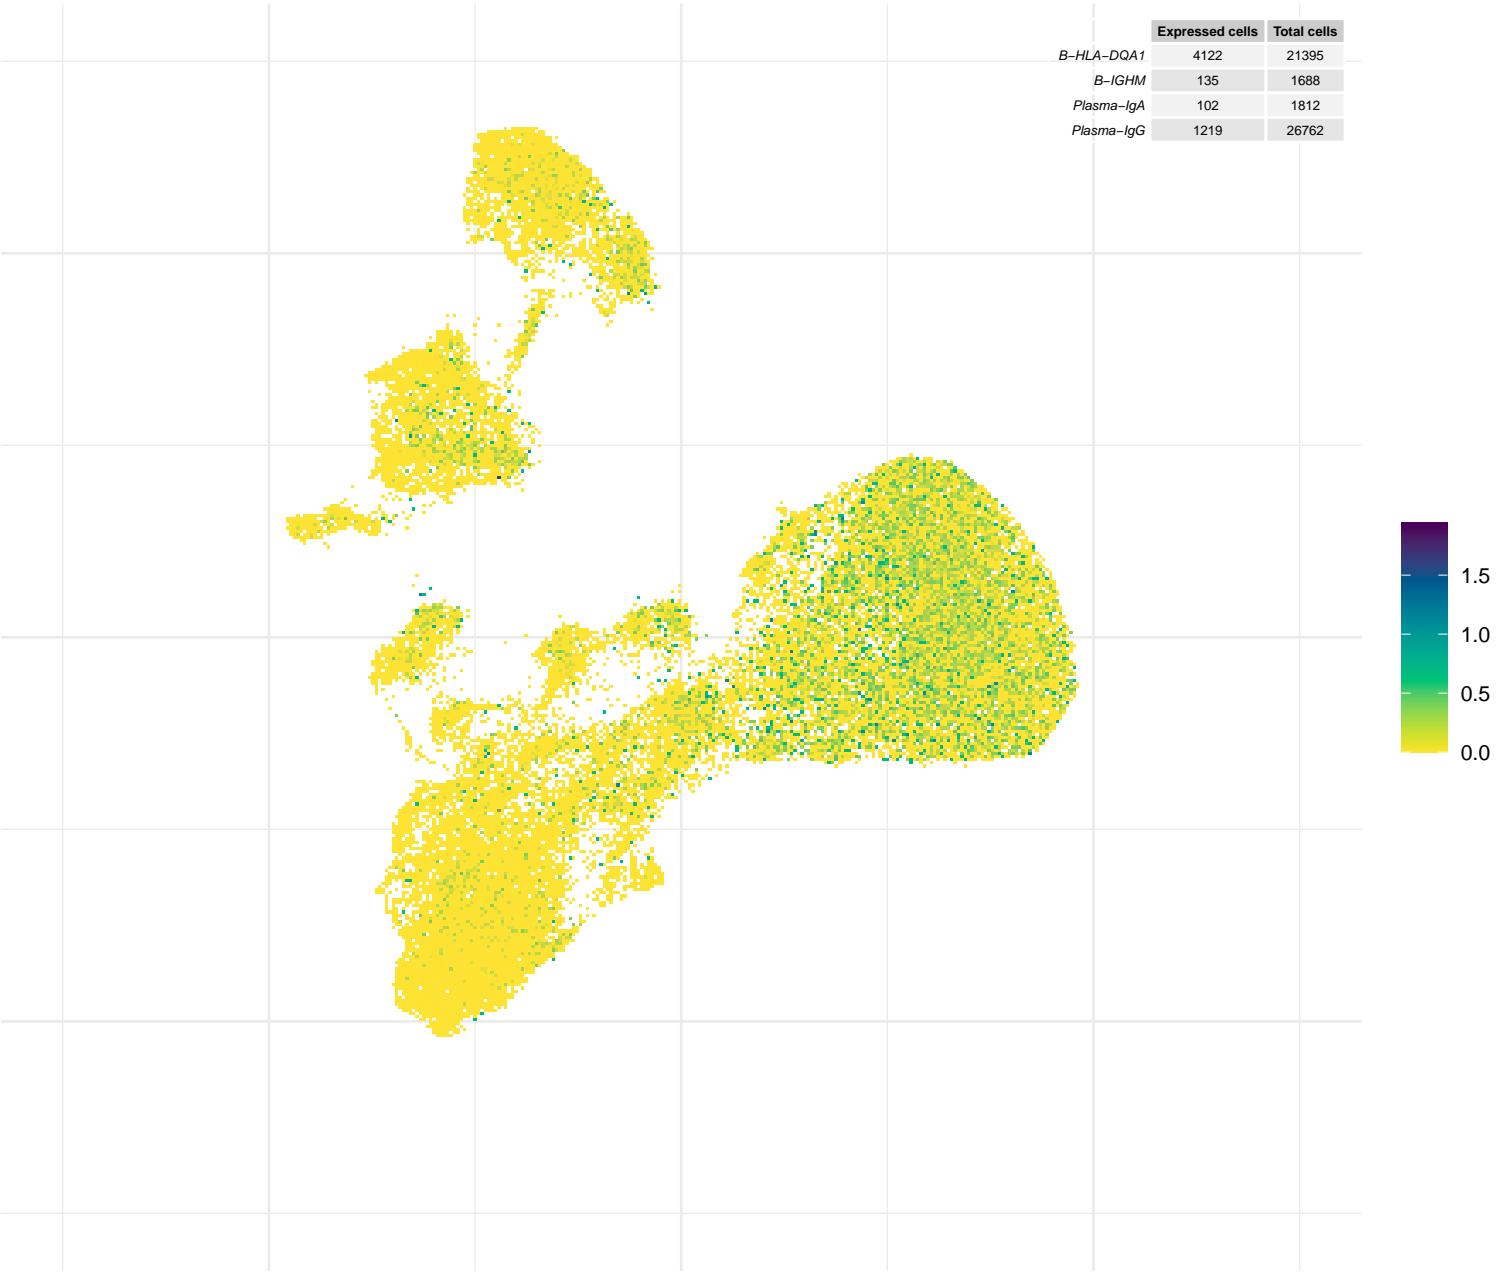 Expressed cells Total cells
B−HLA−DQA1 4122 21395
B−IGHM 135 1688
Plasma−IgA 102 1812
Plasma−IgG 1219 26762
1.5
1.0
0.5
0.0